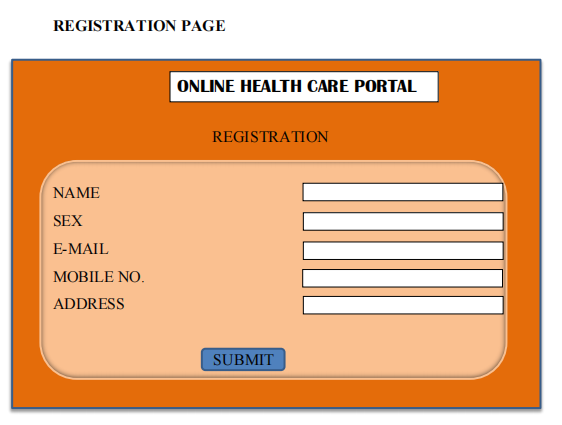 REGISTRATION PAGE
ONLINE HEALTH CARE PORTAL
REGISTRATION
NAME
SEX
E-MAIL
MOBILE NO.
ADDRESS
SUBMIT